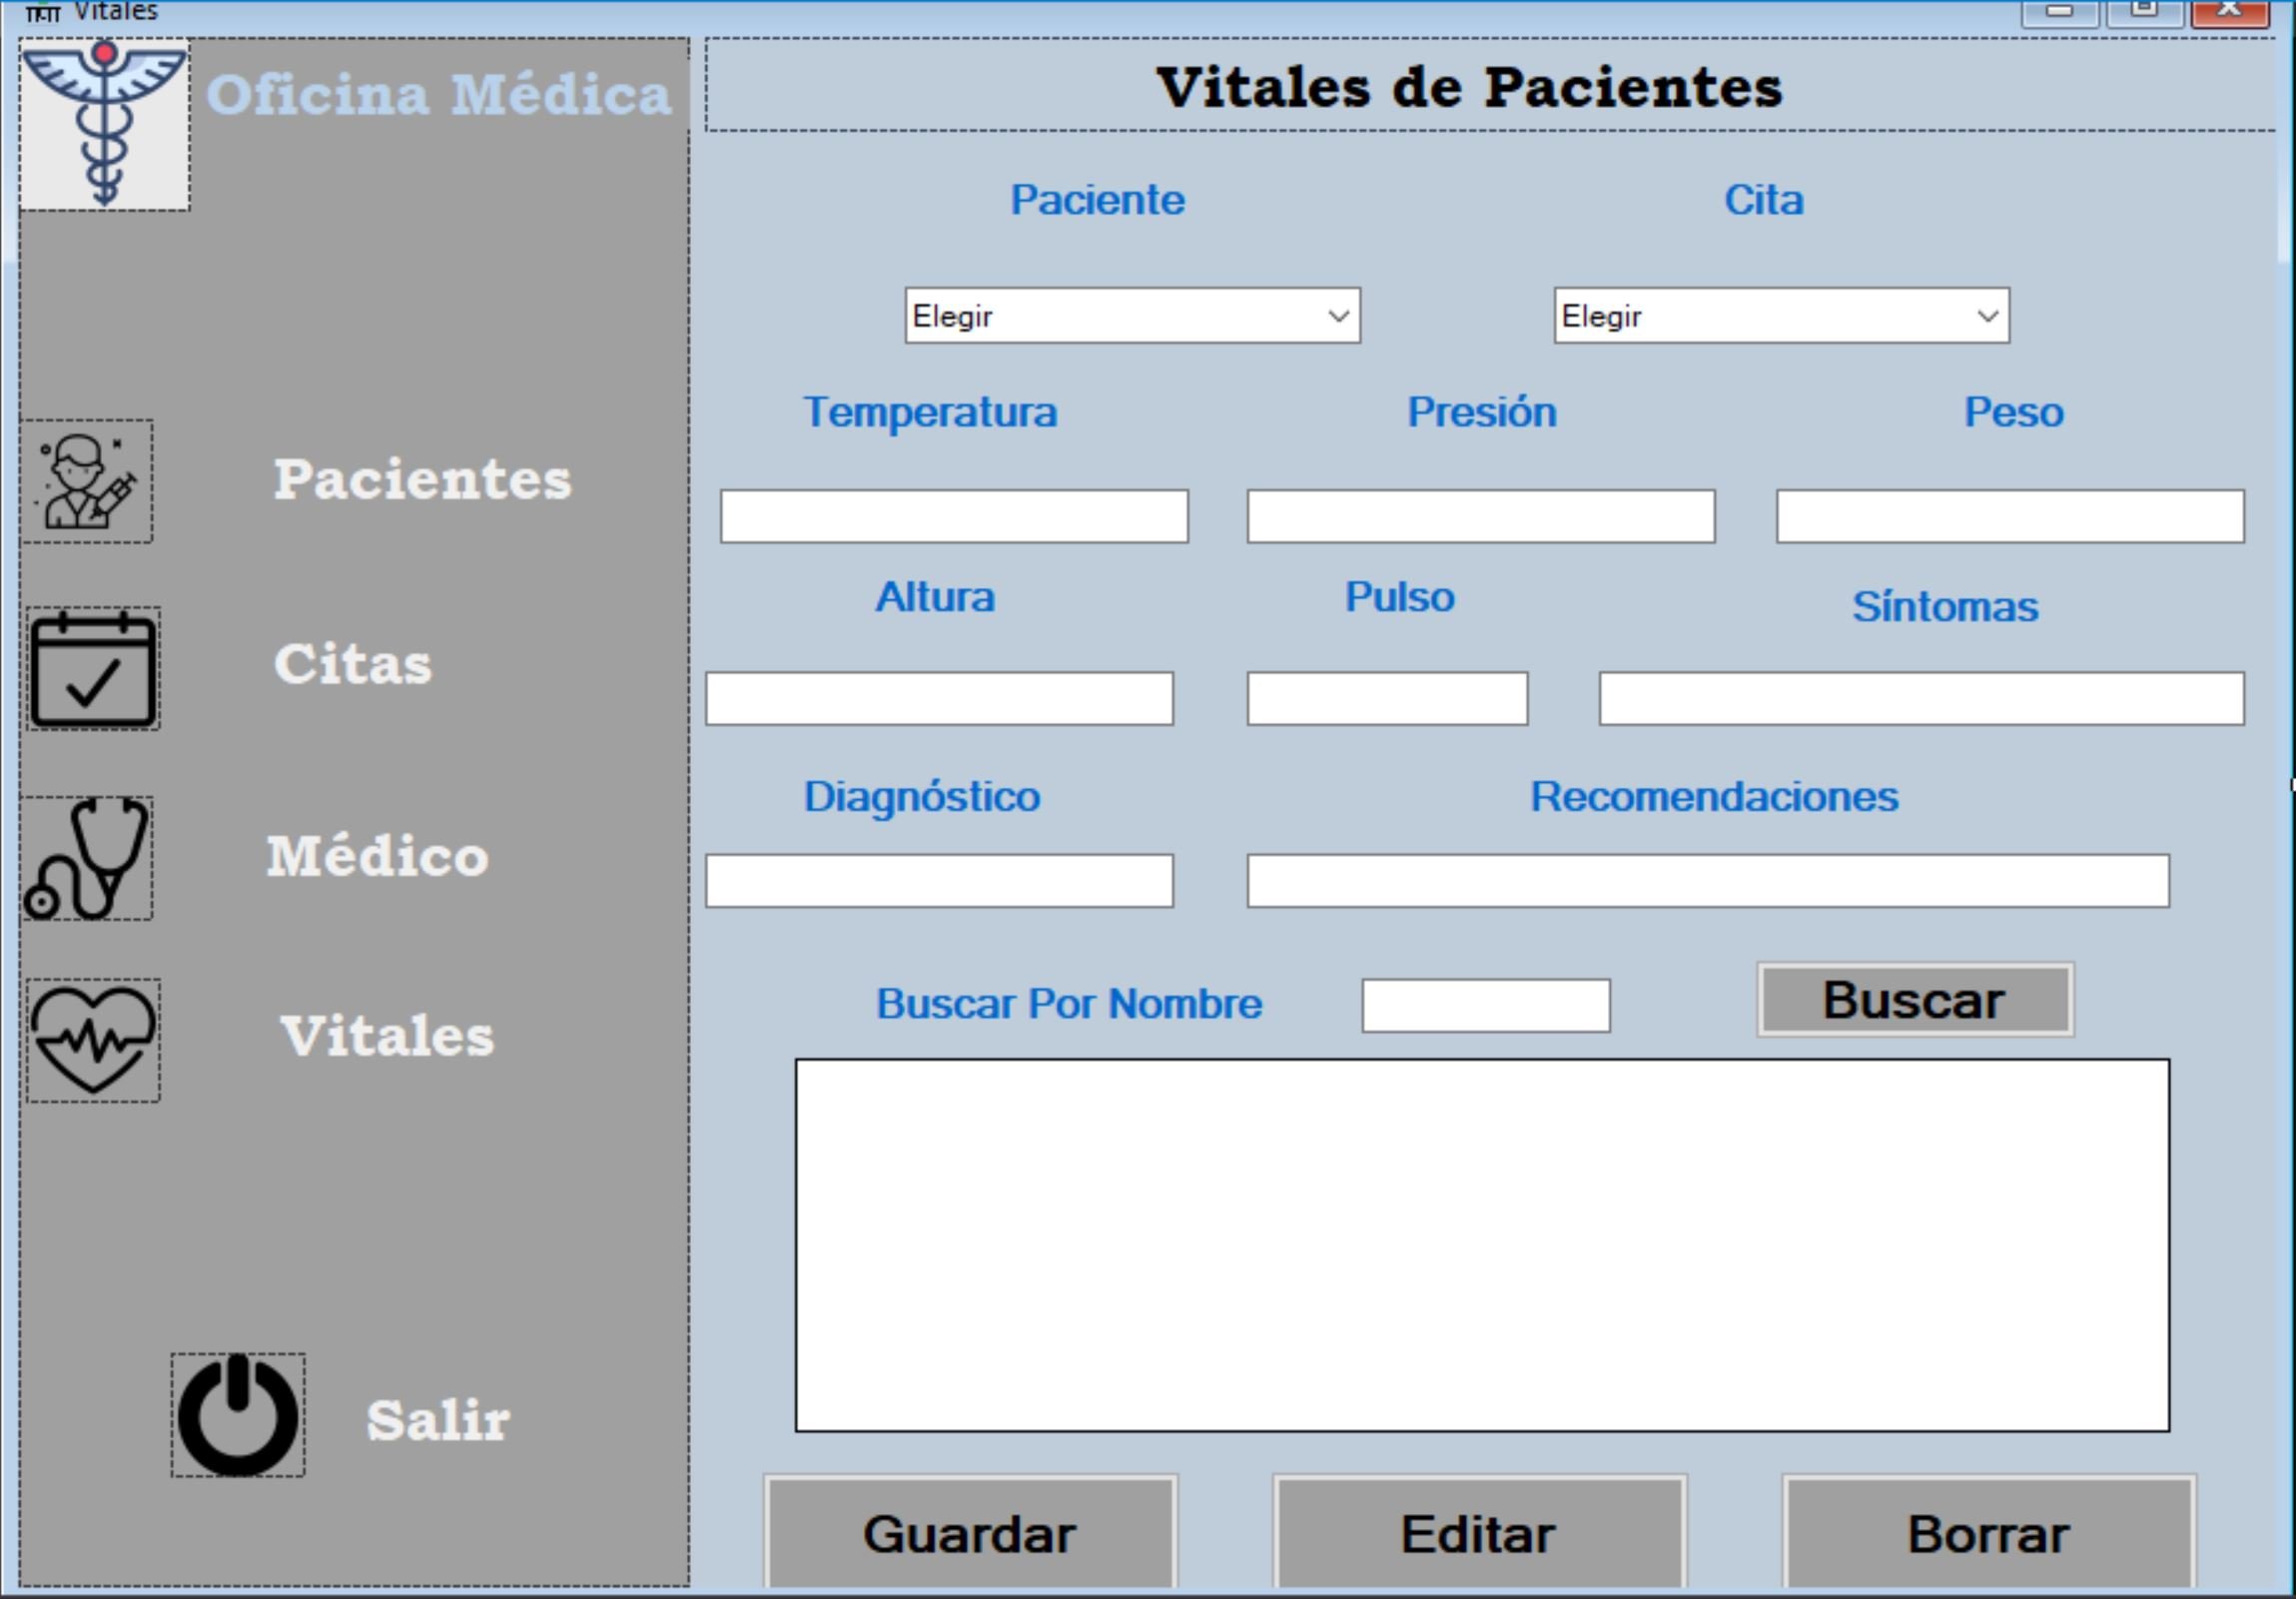 Vitales
Oficina Médica
Vitales de Pacientes
Paciente
Cita
Elegir
Elegir
Temperatura
Presión
Peso
Pacientes
Altura
Pulso
Síntomas
Citas
Diagnóstico
Recomendaciones
Médico
Buscar Por Nombre
Buscar
Vitales
Salir
Guardar
Editar
Borrar